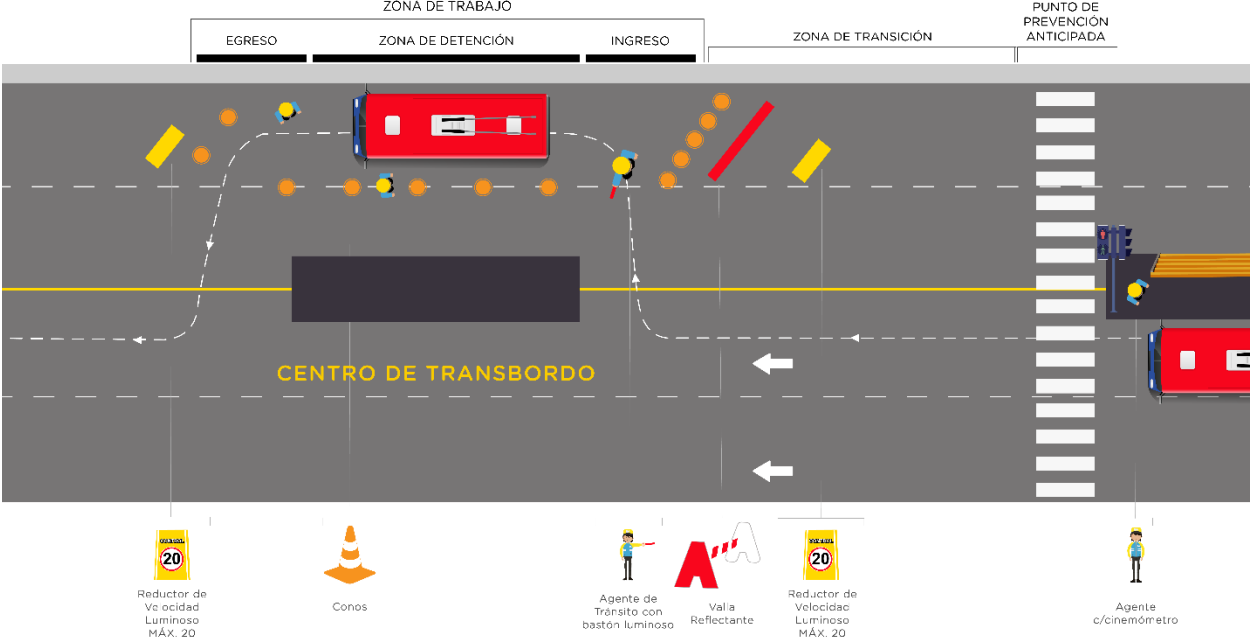 ZONA DE TRABAJO
PUNTO DE
PREVENCIÓN
ANTICIPADA
EGRESO
ZONA DE DETENCIÓN
INGRESO
ZONA DE TRANSICIÓN
CENTRO DE TRANSBORDO
20
20
Reductor de
Velocidad
Luminoso
MÁX. 20
Conos
Agente de
Tránsito con
bastón luminoso
Valla
Reflectante
Reductor de
Velocidad
Luminoso
MÁX. 20
Agente
c/cinemómetro